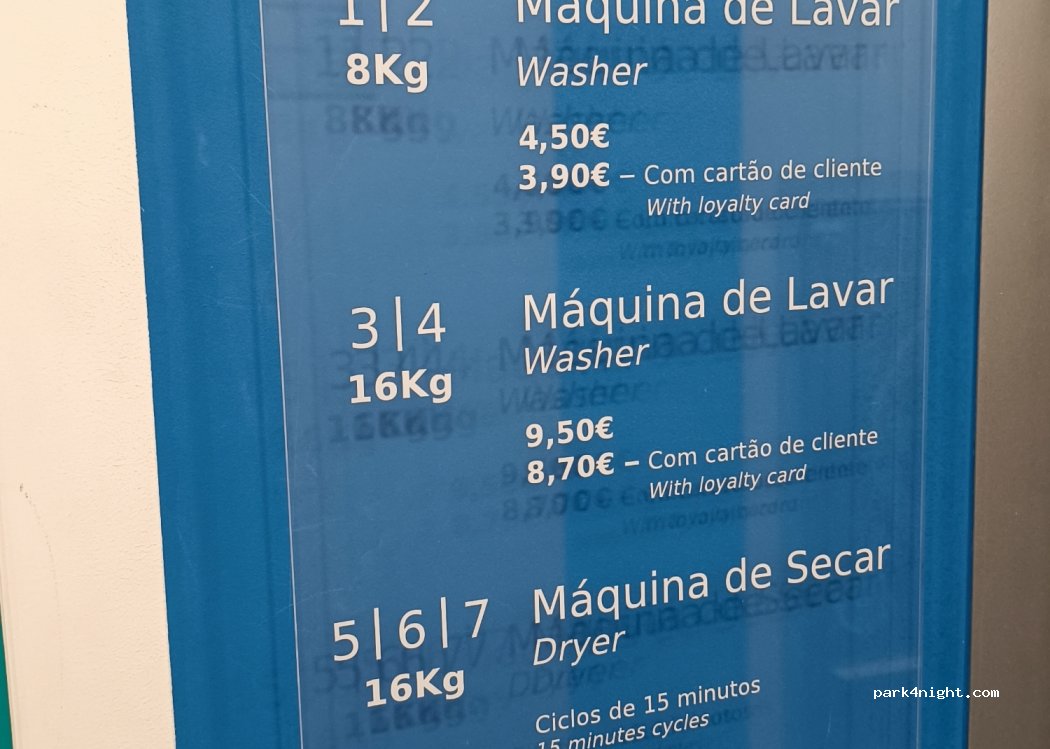 1|2 Máquina de Lavar
8Kg Washer
4,50€
3,90€ – Com cartão de cliente
With loyalty card
3|4 Máquina de Lavar
Washer
16Kg
9,50€
8,70€ – Com cartão de cliente
With loyalty card
5|6|7 Máquina de Secar
Dryer
16Kg
Ciclos de 15 minutos
15 minutes cycles
park4night.com